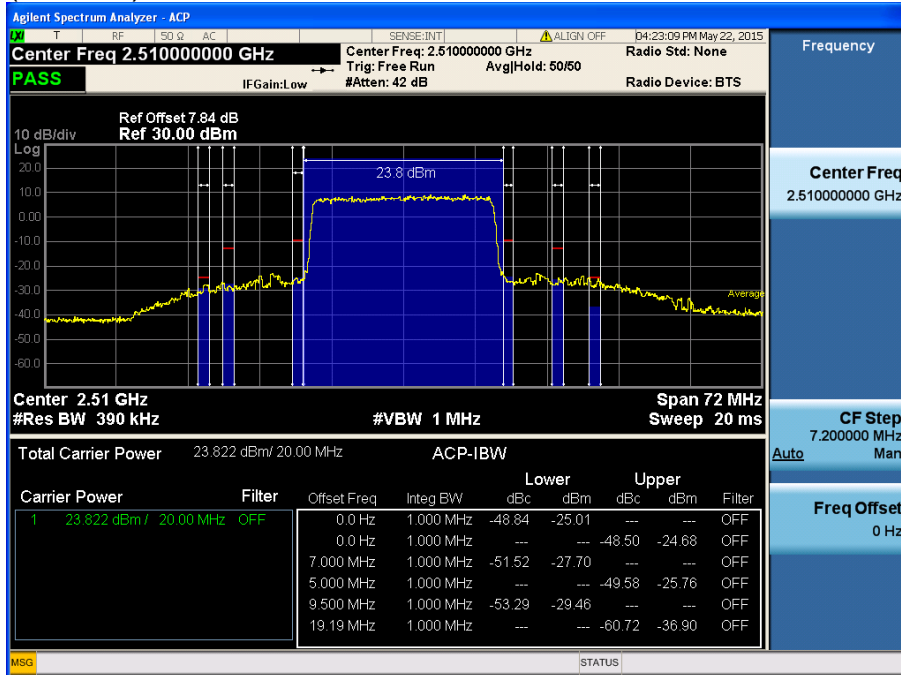 Agilent Spectrum Analyzer - ACP
LXI T RF 50 Ω AC SENSE:INT ALIGN OFF 04:23:09 PM May 22, 2015
Center Freq 2.510000000 GHz
Center Freq: 2.510000000 GHz
Radio Std: None
Trig: Free Run Avg|Hold: 50/50
PASS IFGain:Low #Atten: 42 dB Radio Device: BTS
Frequency
Ref Offset 7.84 dB
10 dB/div Ref 30.00 dBm
Log
20.0
10.0
0.00
-10.0
-20.0
-30.0
-40.0
-50.0
-60.0
23.8 dBm
Average
Center Freq
2.510000000 GHz
Center 2.51 GHz Span 72 MHz
#Res BW 390 kHz #VBW 1 MHz Sweep 20 ms
CF Step
7.200000 MHz
Auto Man
Total Carrier Power 23.822 dBm/ 20.00 MHz ACP-IBW
Lower Upper
Carrier Power Filter Offset Freq Integ BW dBc dBm dBc dBm Filter
1 23.822 dBm / 20.00 MHz OFF
0.0 Hz 1.000 MHz -48.84 -25.01 --- --- OFF
0.0 Hz 1.000 MHz --- --- -48.50 -24.68 OFF
7.000 MHz 1.000 MHz -51.52 -27.70 --- --- OFF
5.000 MHz 1.000 MHz --- --- -49.58 -25.76 OFF
9.500 MHz 1.000 MHz -53.29 -29.46 --- --- OFF
19.19 MHz 1.000 MHz --- --- -60.72 -36.90 OFF
Freq Offset
0 Hz
MSG STATUS